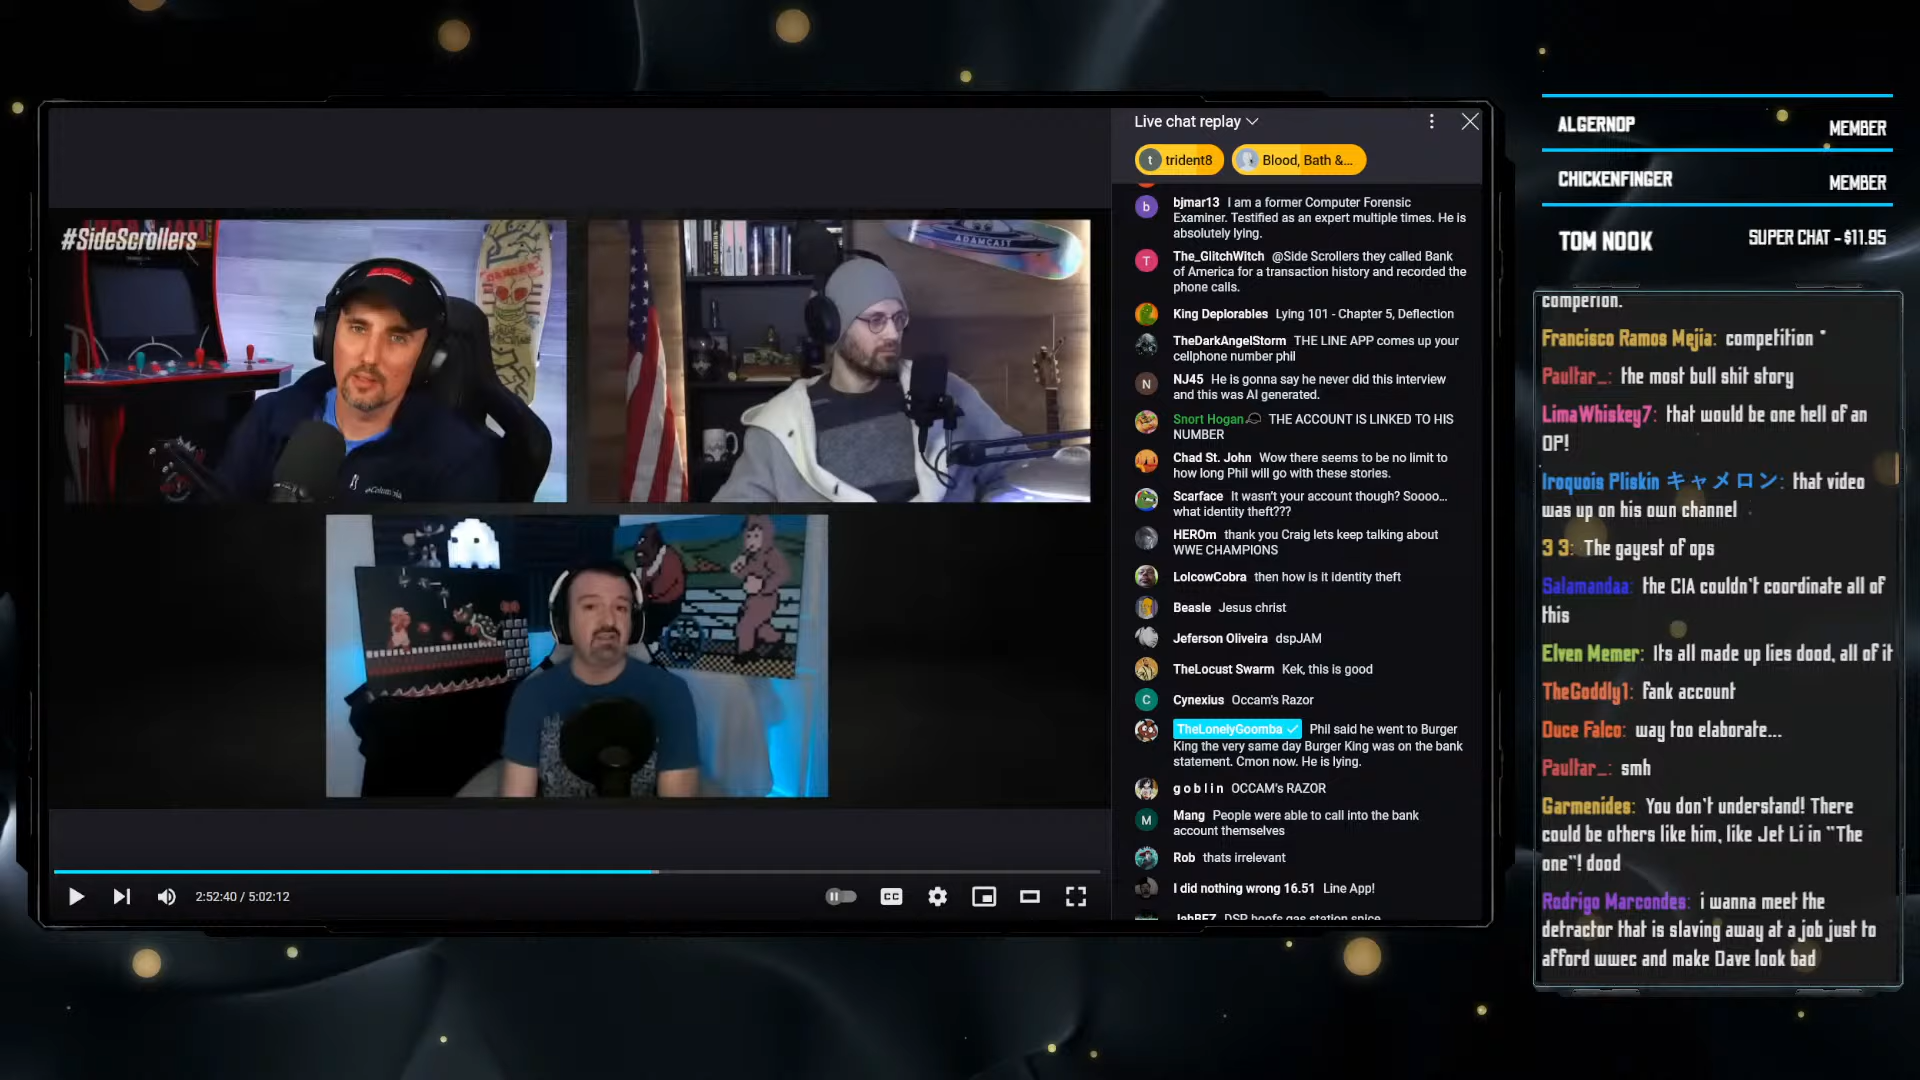 #SideScrollers
ADAMCAST
2:52:40 / 5:02:12
CC
Live chat replay
t trident8
Blood, Bath &...
b bjmar13 I am a former Computer Forensic
Examiner. Testified as an expert multiple times. He is
absolutely lying.
T The_GlitchWitch @Side Scrollers they called Bank
of America for a transaction history and recorded the
phone calls.
King Deplorables Lying 101 - Chapter 5, Deflection
TheDarkAngelStorm THE LINE APP comes up your
cellphone number phil
N NJ45 He is gonna say he never did this interview
and this was AI generated.
Snort Hogan THE ACCOUNT IS LINKED TO HIS
NUMBER
Chad St. John Wow there seems to be no limit to
how long Phil will go with these stories.
Scarface It wasn't your account though? Soooo...
what identity theft???
HEROm thank you Craig lets keep talking about
WWE CHAMPIONS
LolcowCobra then how is it identity theft
Beasle Jesus christ
Jeferson Oliveira dspJAM
TheLocust Swarm Kek, this is good
C Cynexius Occam's Razor
TheLonelyGoomba Phil said he went to Burger
King the very same day Burger King was on the bank
statement. Cmon now. He is lying.
g o b l i n OCCAM's RAZOR
M Mang People were able to call into the bank
account themselves
Rob thats irrelevant
I did nothing wrong 16.51 Line App!
JahBEZ DSP hoofs gas station spice
ALGERNOP MEMBER
CHICKENFINGER MEMBER
TOM NOOK SUPER CHAT - $11.95
comperion.
Francisco Ramos Mejia: competition *
Paultar_: the most bull shit story
LimaWhiskey7: that would be one hell of an
OP!
Iroquois Pliskin キャメロン: that video
was up on his own channel
3 3: The gayest of ops
Salamandaa: the CIA couldn't coordinate all of
this
Elven Memer: Its all made up lies dood, all of it
TheGoddly1: fank account
Duce Falco: way too elaborate...
Paultar_: smh
Garmenides: You don't understand! There
could be others like him, like Jet Li in "The
one"! dood
Rodrigo Marcondes: i wanna meet the
detractor that is slaving away at a job just to
afford wwec and make Dave look bad